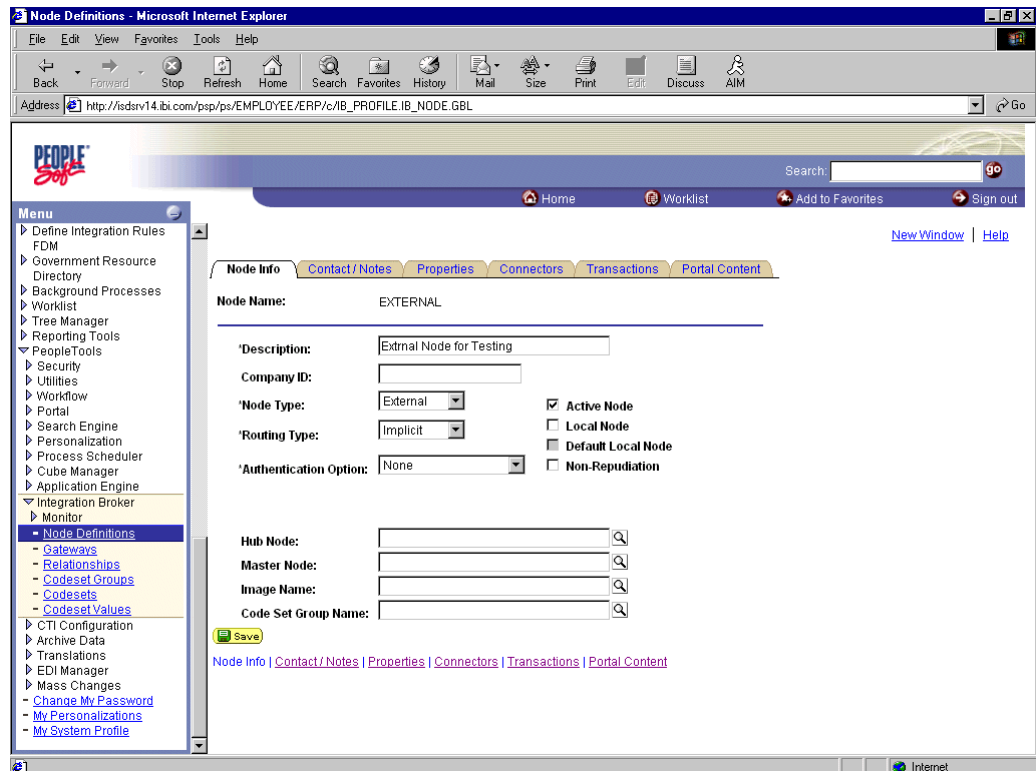 Node Definitions - Microsoft Internet Explorer
File Edit View Favorites Tools Help
Back Forward Stop Refresh Home Search Favorites History Mail Size Print Edit Discuss AIM
Address http://isdsrv14.ibi.com/psp/ps/EMPLOYEE/ERP/c/IB_PROFILE.IB_NODE.GBL Go
PEOPLE Soft
Search: go
Home Worklist Add to Favorites Sign out
Menu
Define Integration Rules
FDM
Government Resource
Directory
Background Processes
Worklist
Tree Manager
Reporting Tools
PeopleTools
Security
Utilities
Workflow
Portal
Search Engine
Personalization
Process Scheduler
Cube Manager
Application Engine
Integration Broker
Monitor
- Node Definitions
- Gateways
- Relationships
- Codeset Groups
- Codesets
- Codeset Values
CTI Configuration
Archive Data
Translations
EDI Manager
Mass Changes
- Change My Password
- My Personalizations
- My System Profile
New Window | Help
Node Info Contact / Notes Properties Connectors Transactions Portal Content
Node Name: EXTERNAL
*Description: Extrnal Node for Testing
Company ID:
*Node Type: External
*Routing Type: Implicit
*Authentication Option: None
Active Node
Local Node
Default Local Node
Non-Repudiation
Hub Node:
Master Node:
Image Name:
Code Set Group Name:
Save
Node Info | Contact / Notes | Properties | Connectors | Transactions | Portal Content
Internet